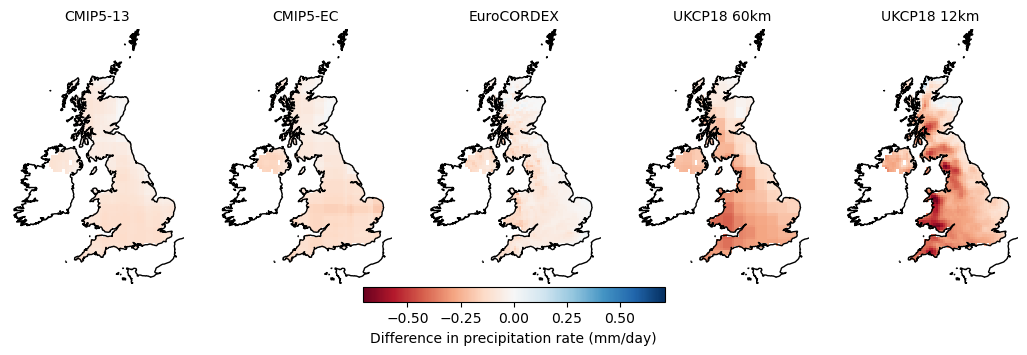 CMIP5-13
CMIP5-EC
EuroCORDEX
UKCP18 60km
UKCP18 12km
−0.50
−0.25
0.00
0.25
0.50
Difference in precipitation rate (mm/day)